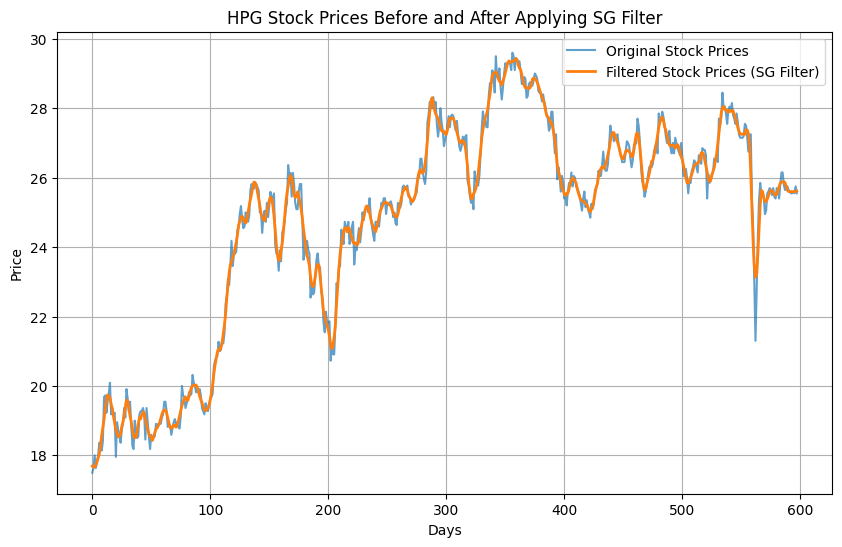 HPG Stock Prices Before and After Applying SG Filter
Original Stock Prices
Filtered Stock Prices (SG Filter)
Price
30
28
26
24
22
20
18
0 100 200 300 400 500 600
Days